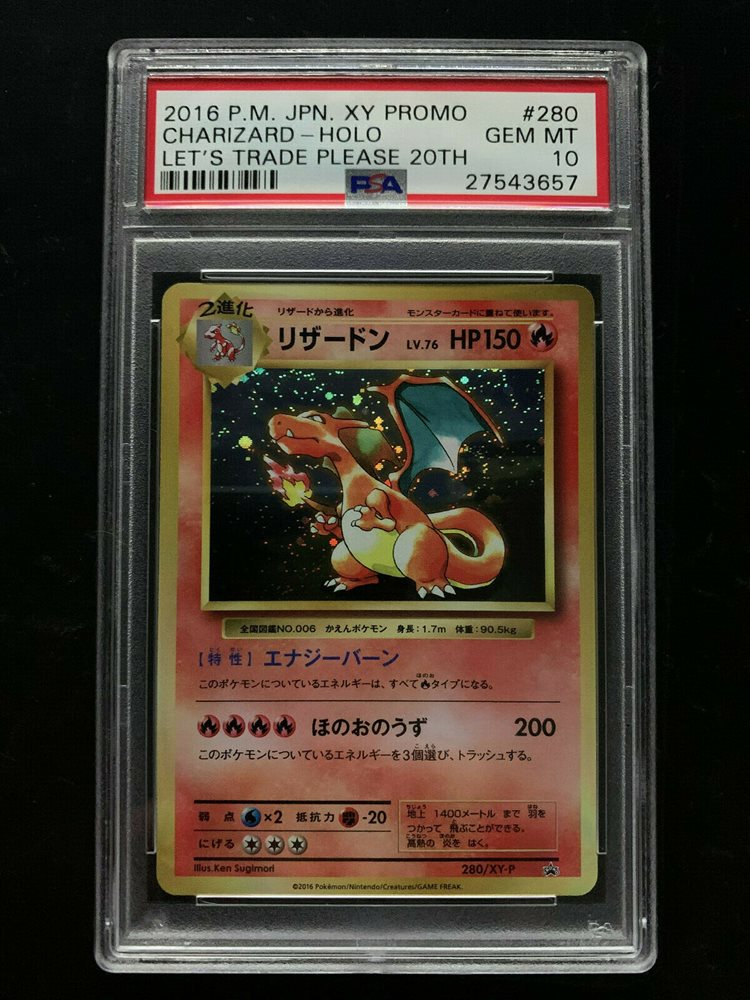 2016 P.M. JPN. XY PROMO #280
CHARIZARD-HOLO GEM MT
LET'S TRADE PLEASE 20TH 10
PSA 27543657
2進化 リザードから進化 モンスターカードに重ねて使います。
リザードン LV.76 HP150
全国図鑑NO.006 かえんポケモン 身長:1.7m 体重:90.5kg
[特性] エナジーバーン
このポケモンについているエネルギーは、すべてタイプになる。
ほのおのうず 200
このポケモンについているエネルギーを3個選び、トラッシュする。
弱点 ×2 抵抗力 -20
にげる
地上 1400メートル まで 羽を
つかって 飛ぶことができる。
高熱の 炎を はく。
Illus.Ken Sugimori 280/XY-P
©2016 Pokémon/Nintendo/Creatures/GAME FREAK.